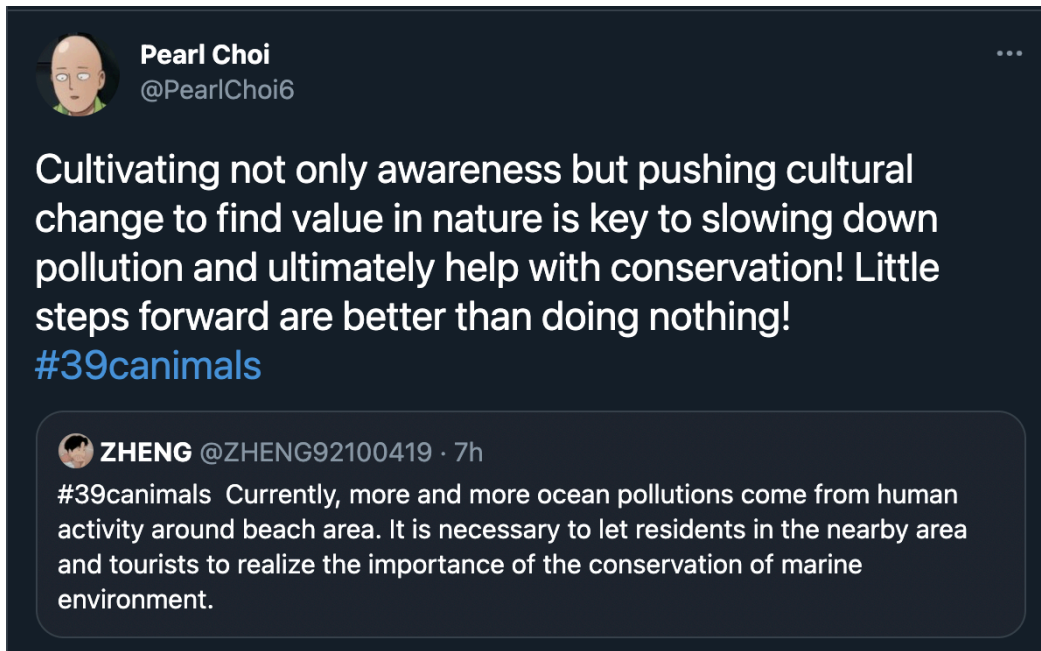 Pearl Choi
@PearlChoi6
Cultivating not only awareness but pushing cultural
change to find value in nature is key to slowing down
pollution and ultimately help with conservation! Little
steps forward are better than doing nothing!
#39canimals
ZHENG @ZHENG92100419 · 7h
#39canimals  Currently, more and more ocean pollutions come from human
activity around beach area. It is necessary to let residents in the nearby area
and tourists to realize the importance of the conservation of marine
environment.